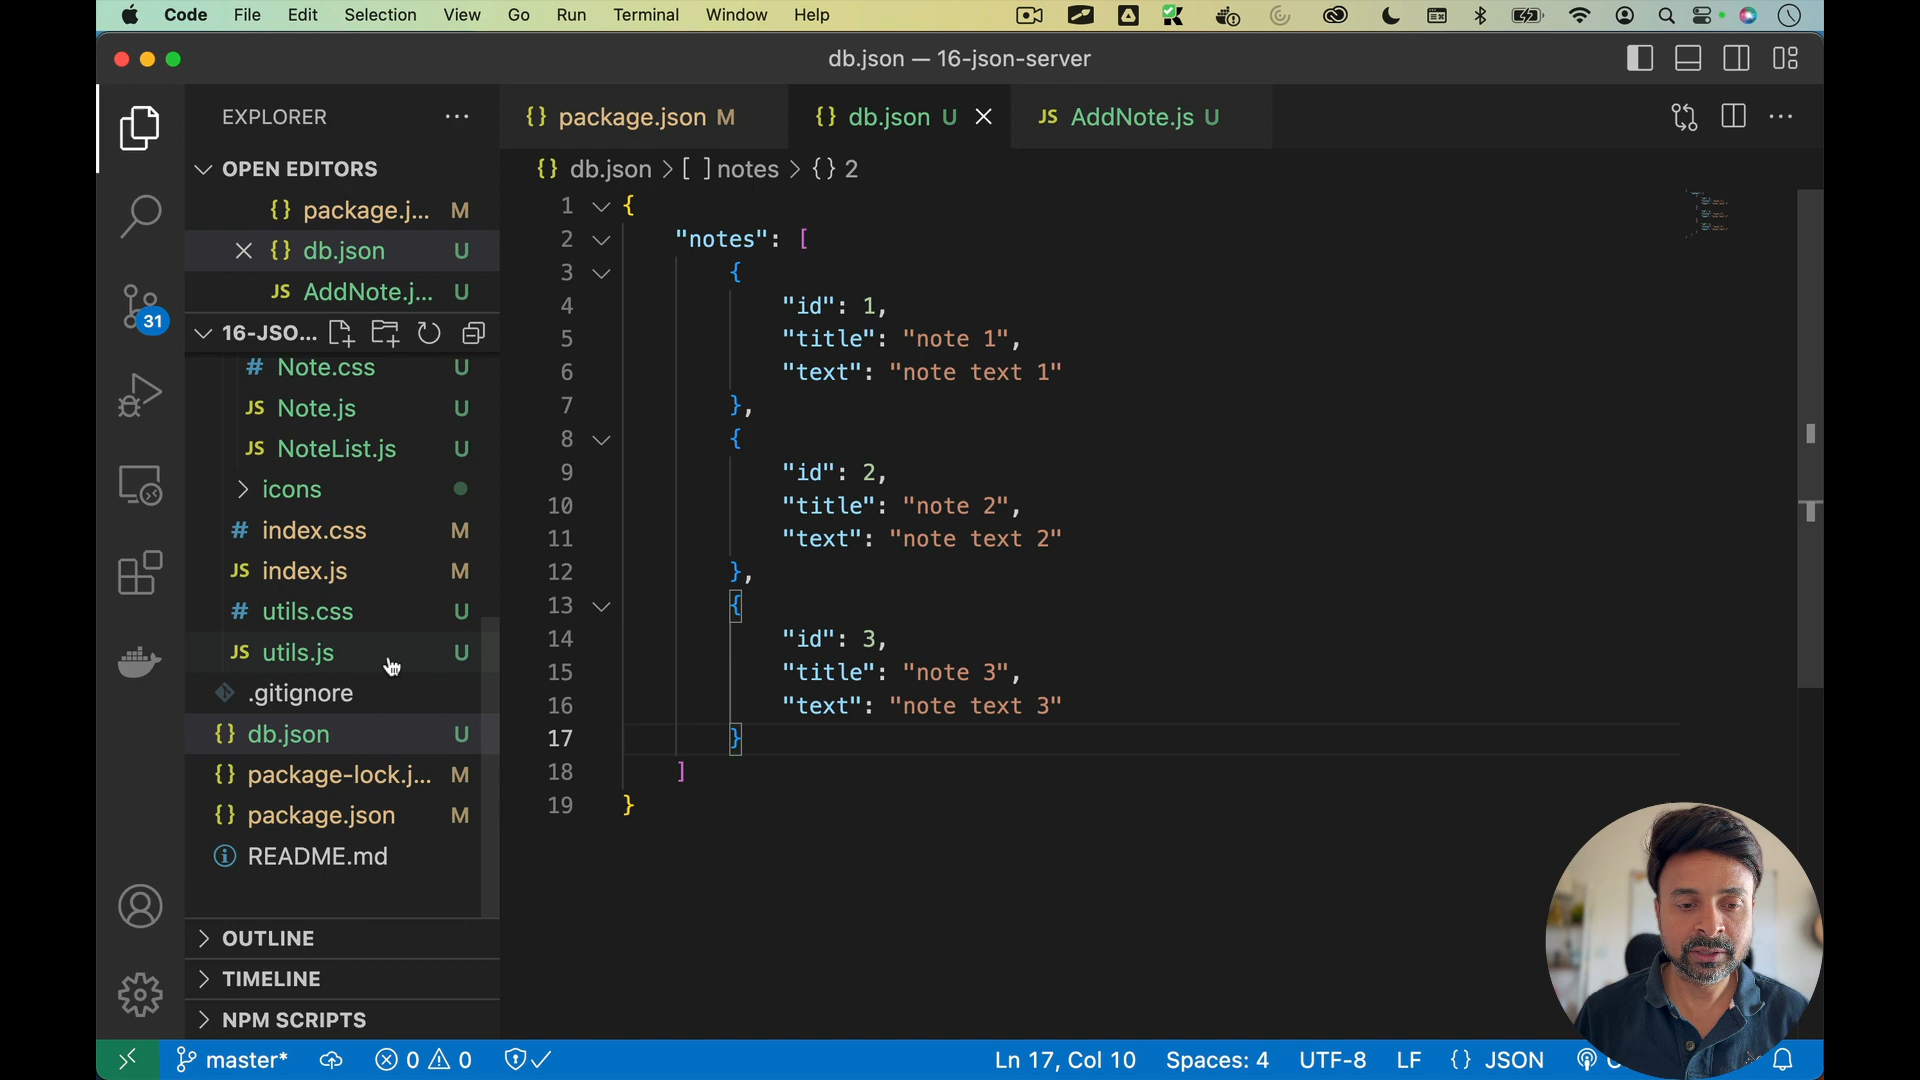 Code File Edit Selection View Go Run Terminal Window Help
db.json — 16-json-server
EXPLORER
OPEN EDITORS
package.j... M
db.json U
AddNote.j... U
31
16-JSO...
Note.css U
Note.js U
NoteList.js U
icons
index.css M
index.js M
utils.css U
utils.js U
.gitignore
db.json U
package-lock.j... M
package.json M
README.md
OUTLINE
TIMELINE
NPM SCRIPTS
{} package.json M {} db.json U JS AddNote.js U
{} db.json > [ ] notes > {} 2
1 {
2 "notes": [
3 {
4 "id": 1,
5 "title": "note 1",
6 "text": "note text 1"
7 },
8 {
9 "id": 2,
10 "title": "note 2",
11 "text": "note text 2"
12 },
13 {
14 "id": 3,
15 "title": "note 3",
16 "text": "note text 3"
17 }
18 ]
19 }
master* 0 0 Ln 17, Col 10 Spaces: 4 UTF-8 LF {} JSON